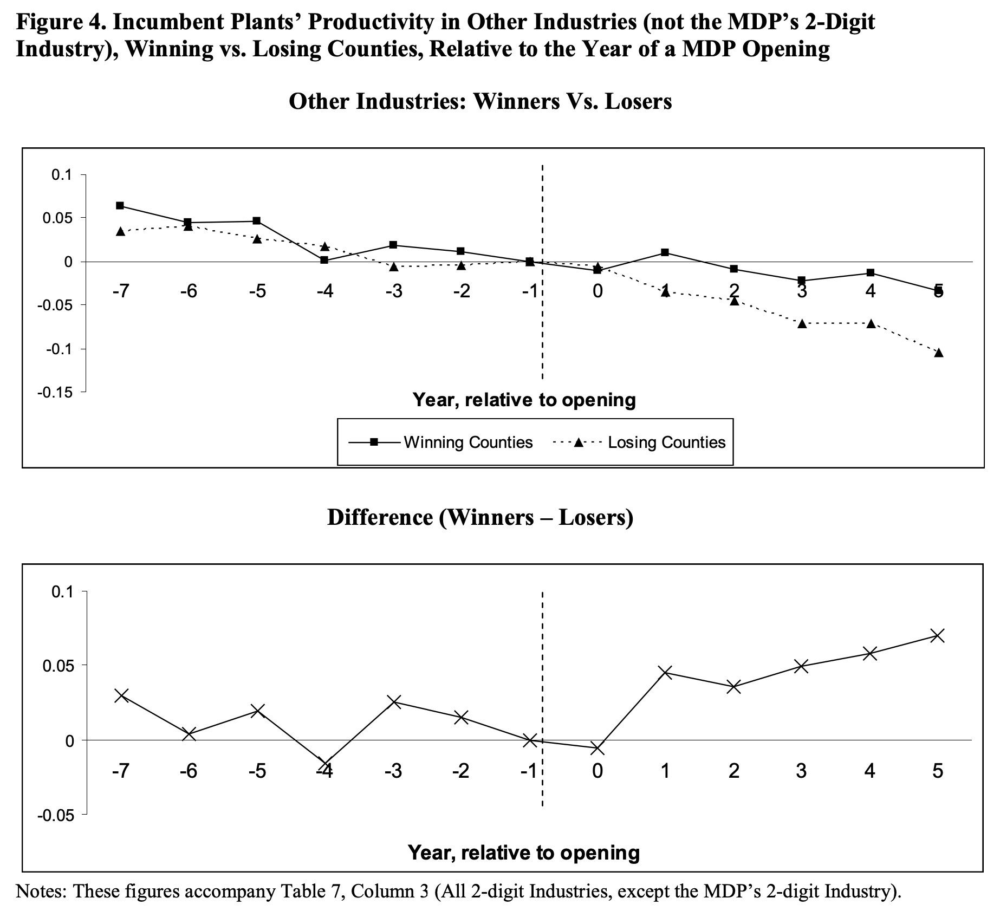 Figure 4. Incumbent Plants’ Productivity in Other Industries (not the MDP’s 2-Digit
Industry), Winning vs. Losing Counties, Relative to the Year of a MDP Opening
Other Industries: Winners Vs. Losers
0.1
0.05
0
-0.05
-0.1
-0.15
-7 -6 -5 -4 -3 -2 -1 0 1 2 3 4 5
Year, relative to opening
Winning Counties Losing Counties
Difference (Winners – Losers)
0.1
0.05
0
-0.05
-7 -6 -5 -4 -3 -2 -1 0 1 2 3 4 5
Year, relative to opening
Notes: These figures accompany Table 7, Column 3 (All 2-digit Industries, except the MDP’s 2-digit Industry).